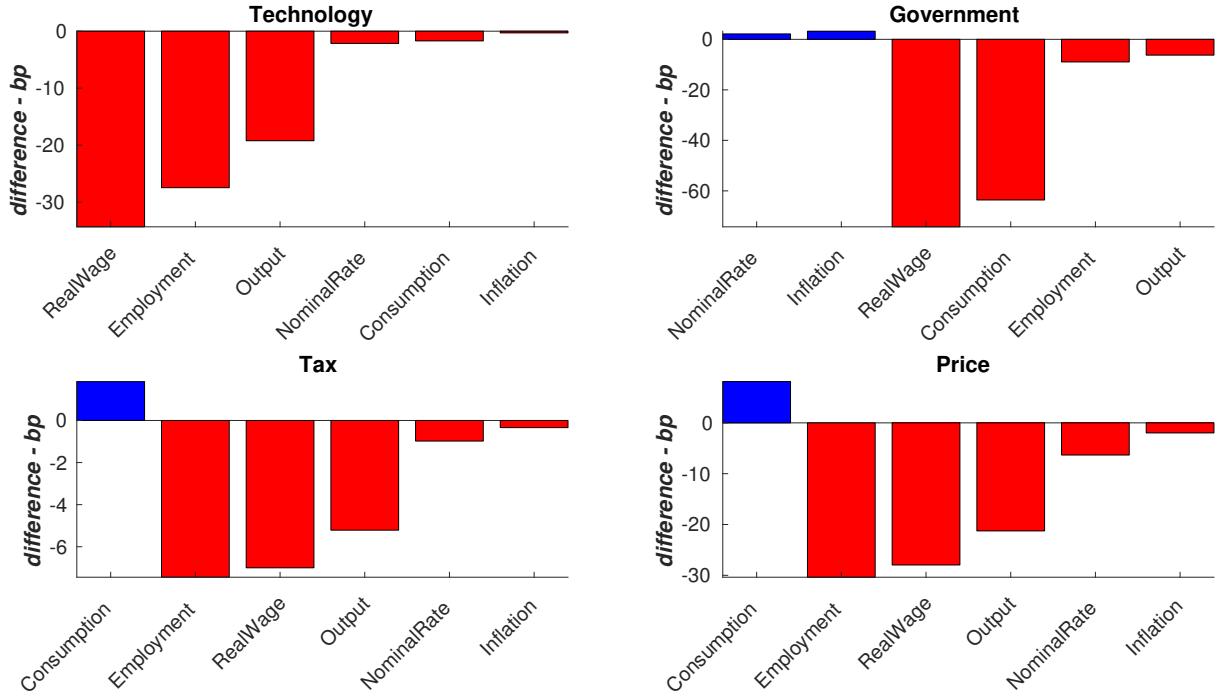 Technology
difference - bp
0
-10
-20
-30
RealWage
Employment
Output
NominalRate
Consumption
Inflation
Government
difference - bp
0
-20
-40
-60
NominalRate
Inflation
RealWage
Consumption
Employment
Output
Tax
difference - bp
0
-2
-4
-6
Consumption
Employment
RealWage
Output
NominalRate
Inflation
Price
difference - bp
0
-10
-20
-30
Consumption
Employment
RealWage
Output
NominalRate
Inflation